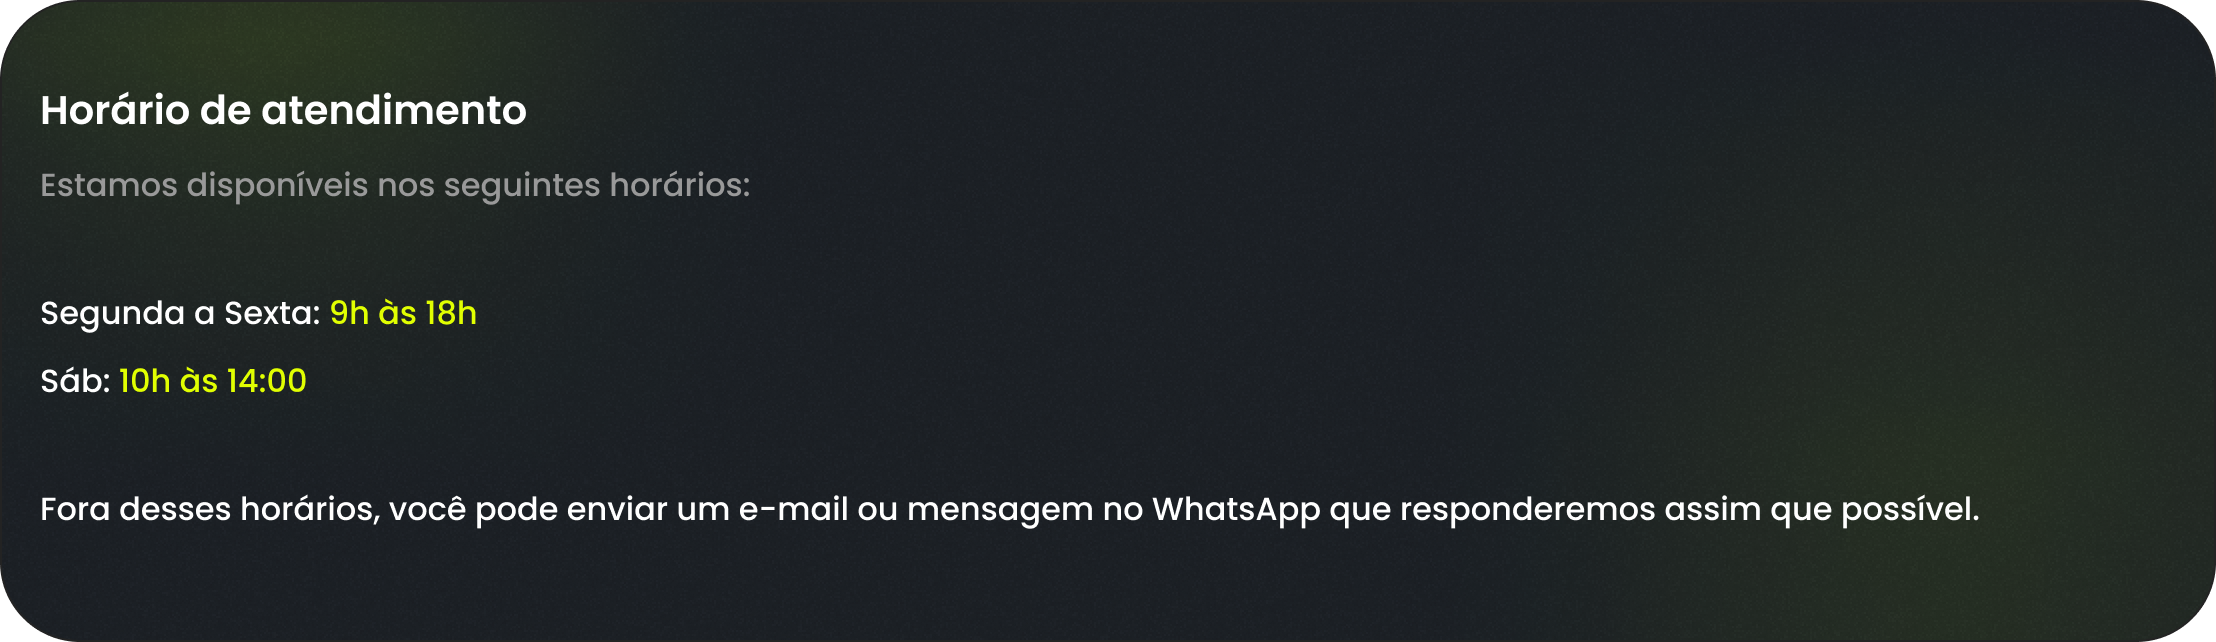 Horário de atendimento
Estamos disponíveis nos seguintes horários:
Segunda a Sexta: 9h às 18h
Sáb: 10h às 14:00
Fora desses horários, você pode enviar um e-mail ou mensagem no WhatsApp que responderemos assim que possível.